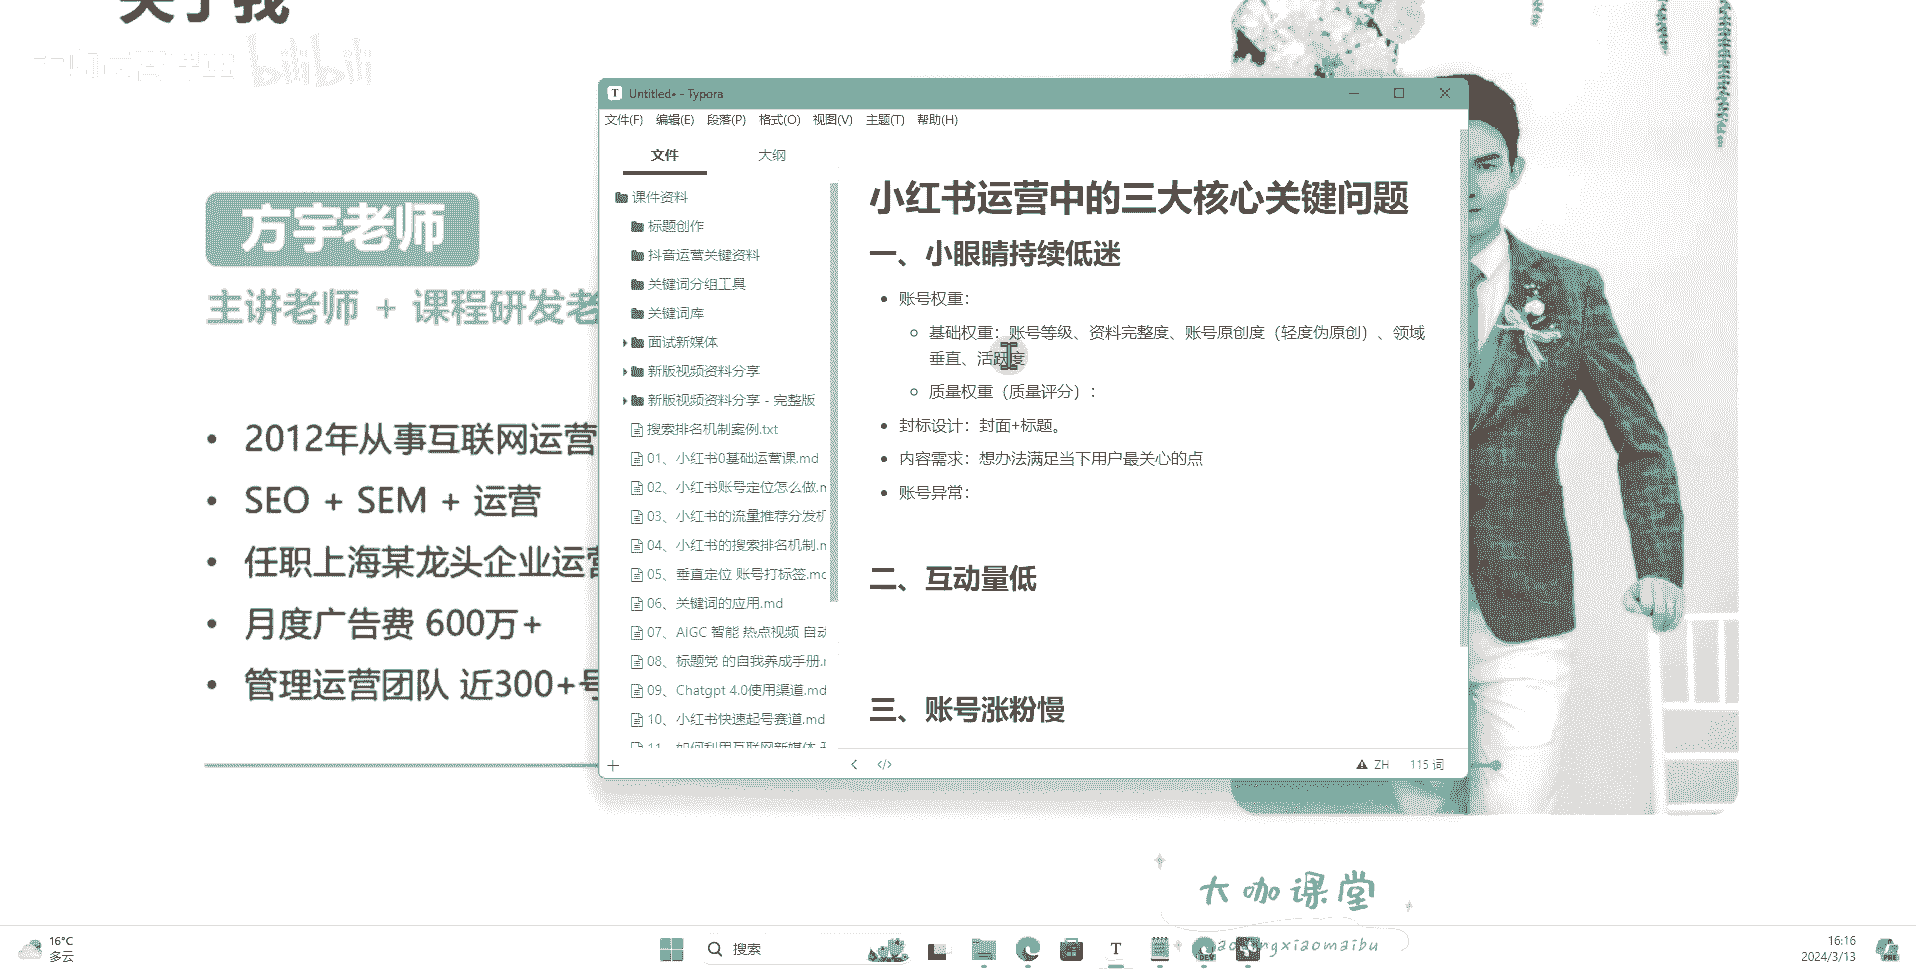 关于我
bilibili
方宇老师
主讲老师 + 课程研发老
2012年从事互联网运营
SEO + SEM + 运营
任职上海某龙头企业运营
月度广告费 600万+
管理运营团队 近300+号
Untitled• - Typora
文件(F) 编辑(E) 段落(P) 格式(O) 视图(V) 主题(T) 帮助(H)
文件 大纲
课件资料
标题创作
抖音运营关键资料
关键词分组工具
关键词库
面试新媒体
新版视频资料分享
新版视频资料分享 - 完整版
搜索排名机制案例.txt
01、小红书0基础运营课.md
02、小红书账号定位怎么做.m
03、小红书的流量推荐分发机
04、小红书的搜索排名机制.m
05、垂直定位 账号打标签.md
06、关键词的应用.md
07、AIGC 智能 热点视频 自动
08、标题党 的自我养成手册.m
09、Chatgpt 4.0使用渠道.md
10、小红书快速起号赛道.md
11、如何利用互联网新媒体
小红书运营中的三大核心关键问题
一、小眼睛持续低迷
账号权重：
基础权重：账号等级、资料完整度、账号原创度（轻度伪原创）、领域
垂直、活跃度
质量权重（质量评分）：
封标设计：封面+标题。
内容需求：想办法满足当下用户最关心的点
账号异常：
二、互动量低
三、账号涨粉慢
ZH 115 词
大咖课堂
16°C
多云
搜索
16:16
2024/3/13